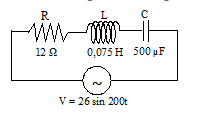 R L C
12 Ω 0,075 H 500 µF
~
V = 26 sin 200t